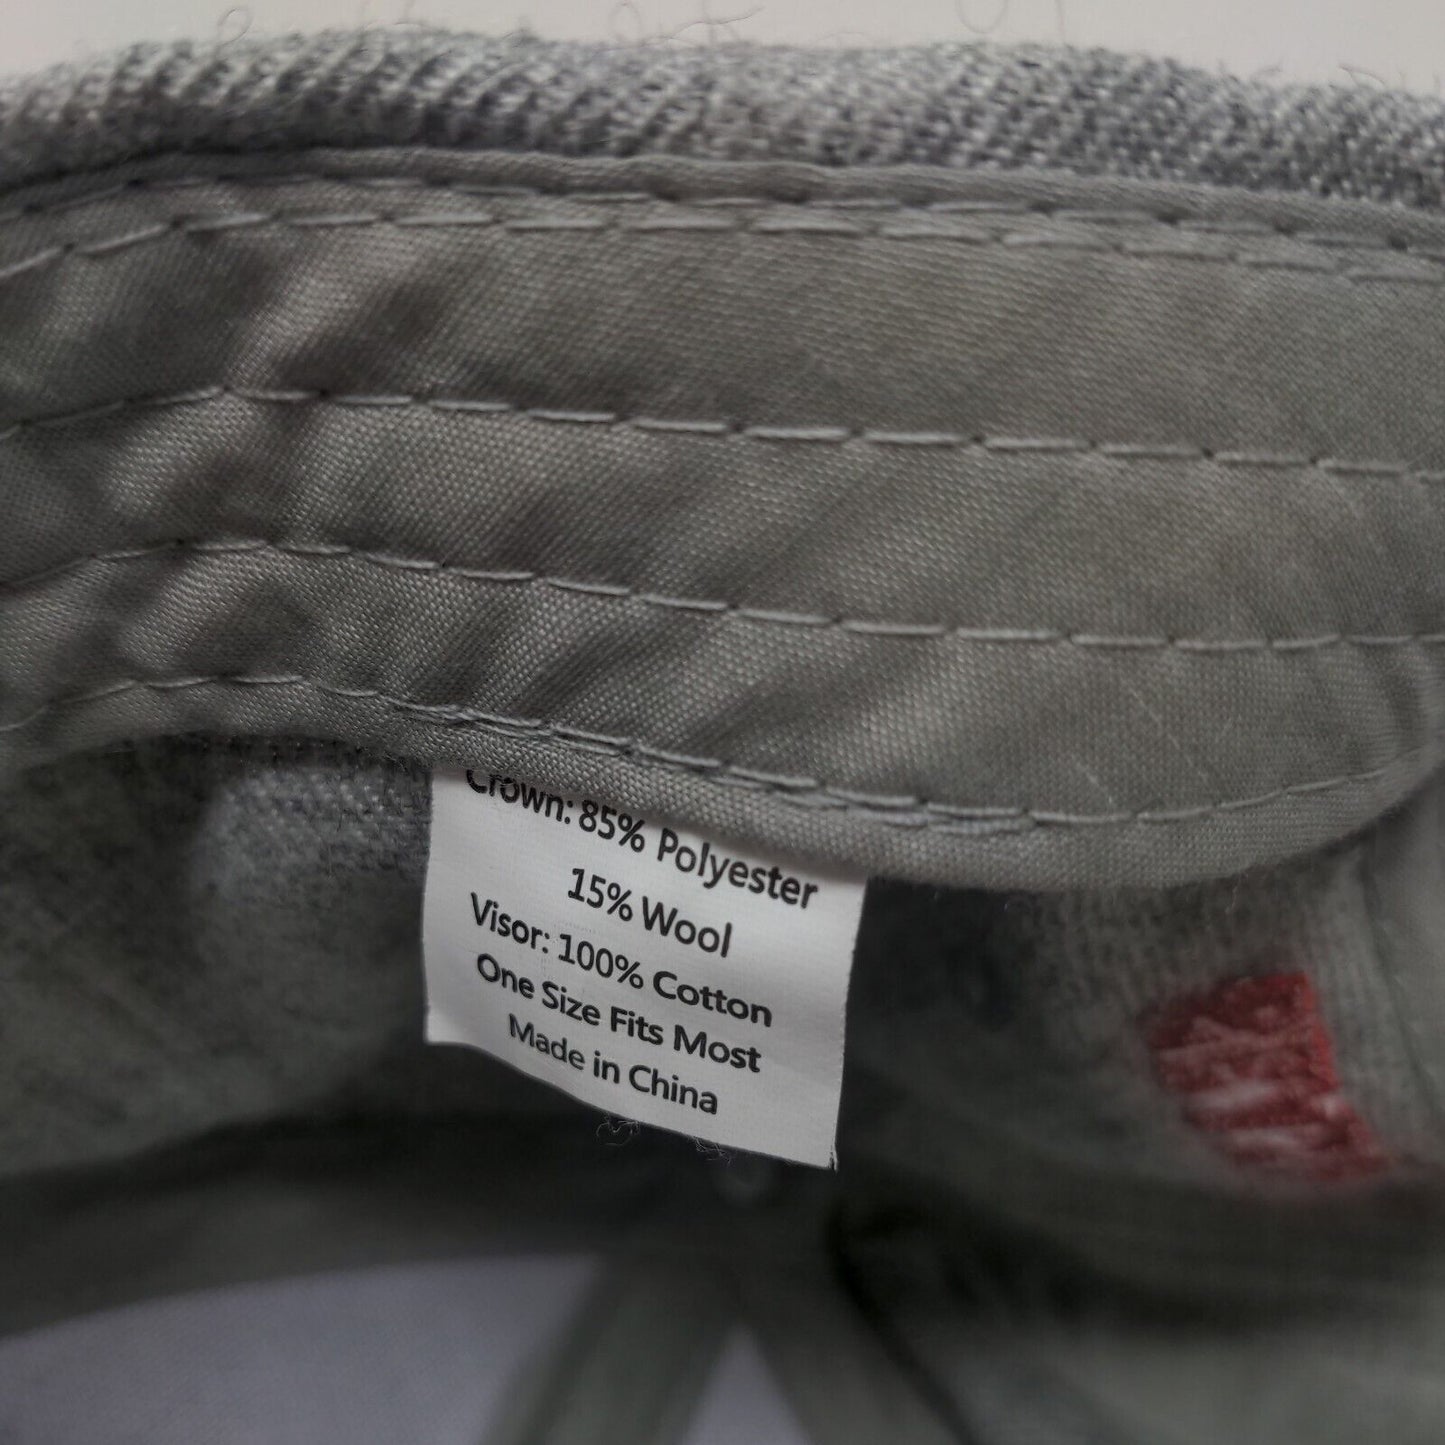 Crown: 85% Polyester
15% Wool
Visor: 100% Cotton
One Size Fits Most
Made in China